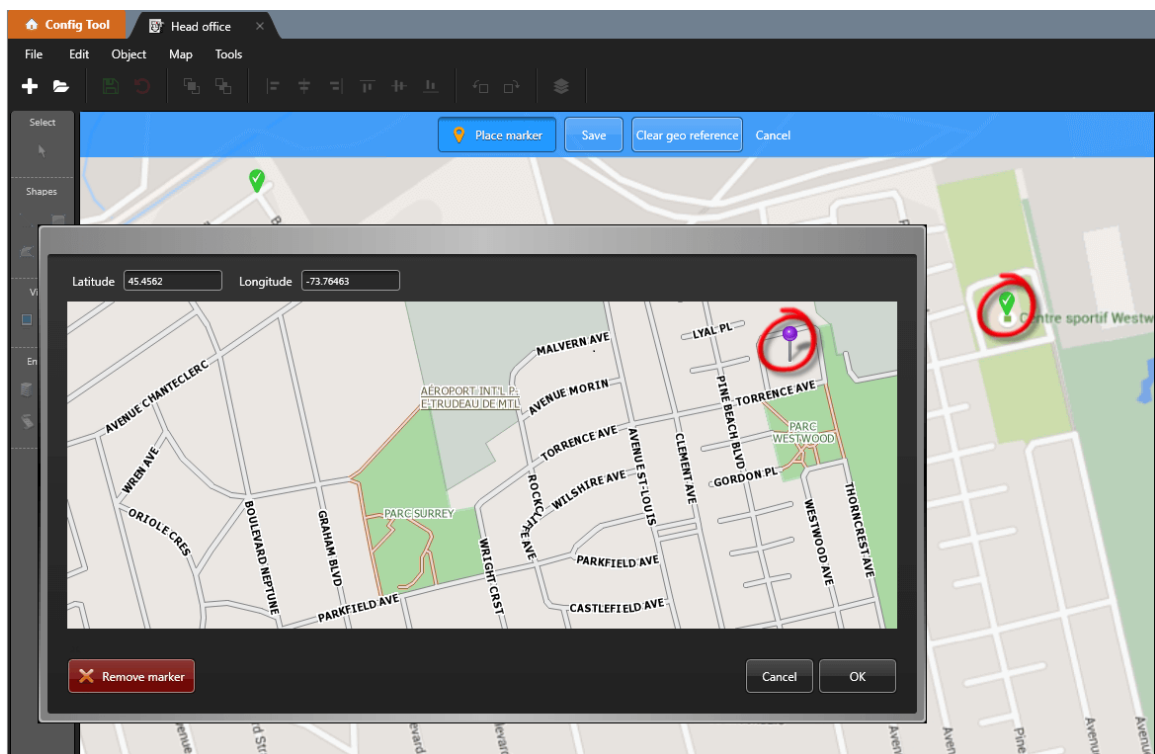 Config Tool
Head office
File Edit Object Map Tools
Select
Place marker Save Clear geo reference Cancel
Shapes
Latitude 45.4562 Longitude -73.76463
Centre sportif
LYAL PL
MALVERN AVE
AVENUE CHANTECLERC
AÉROPORT INT'L P.-
E-TRUDEAU DE MTL
AVENUE MORIN
PINE BEACH BLVD
TORRENCE AVE
PARC
WESTWOOD
TORRENCE AVE
AVENUE ST-LOUIS
CLEMENT AVE
WREN AVE
ROCKCLIFFE AVE
WILSHIRE AVE
GORDON PL
ORIOLE CRES
BOULEVARD NEPTUNE
GRAHAM BLVD
PARC SURREY
WRIGHT CRST
WESTWOOD AVE
THORNCREST AVE
PARKFIELD AVE
PARKFIELD AVE
CASTLEFIELD AVE
Remove marker Cancel OK
Pine